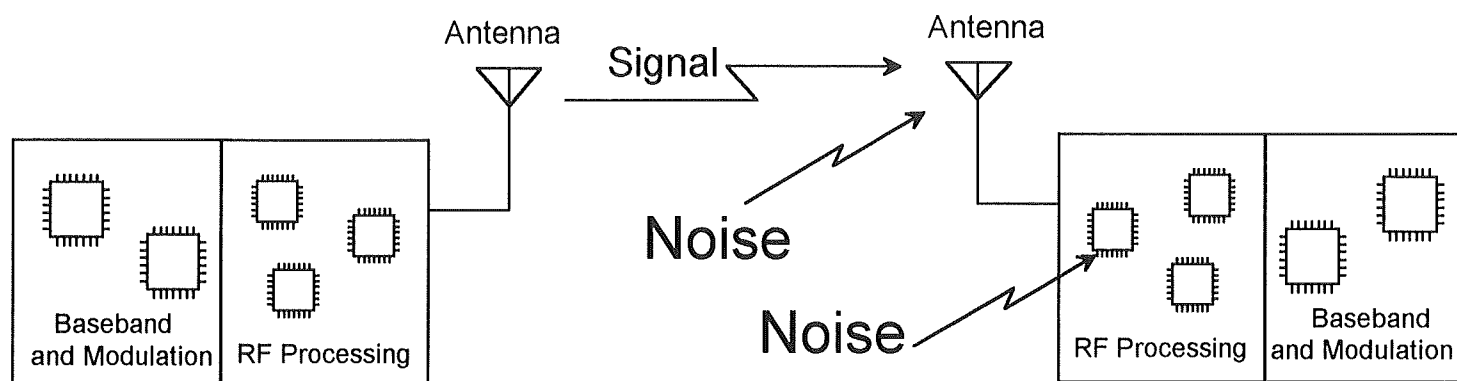 Antenna
Signal
Antenna
Noise
Noise
Baseband
and Modulation
RF Processing
RF Processing
Baseband
and Modulation